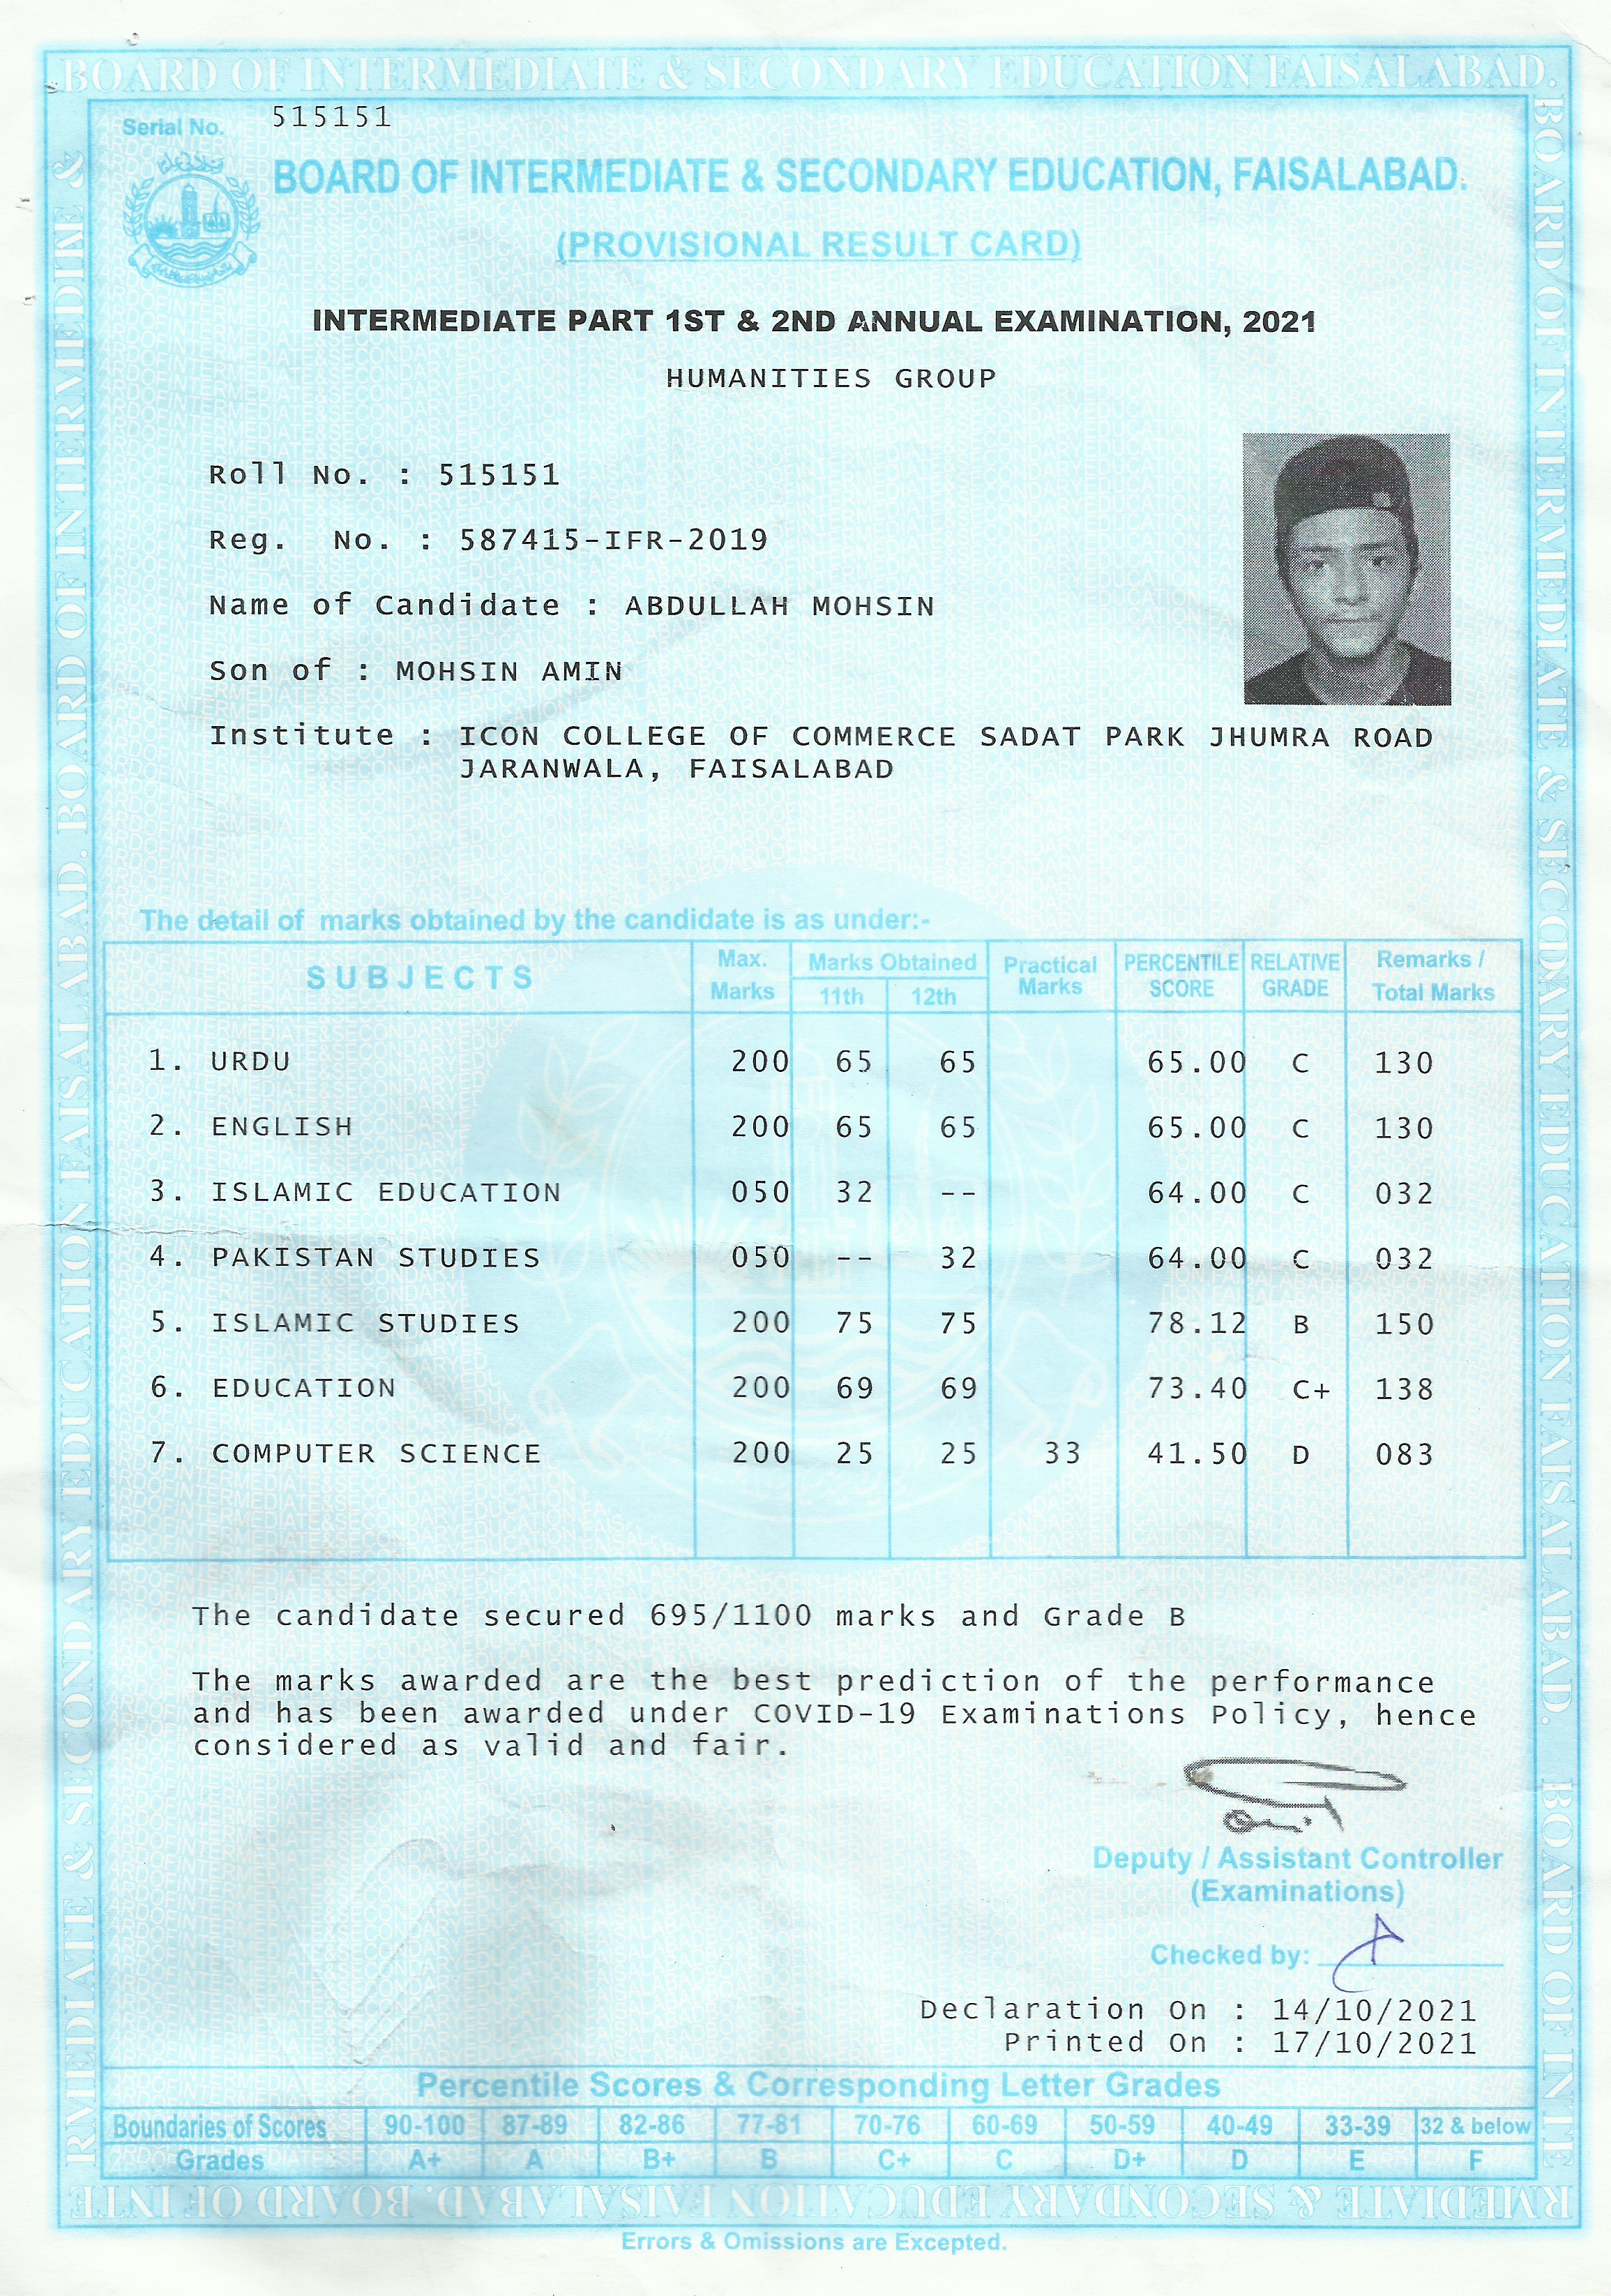 BOARD OF INTERMEDIATE & SECONDARY EDUCATION FAISALABAD.
Serial No. 515151
BOARD OF INTERMEDIATE & SECONDARY EDUCATION, FAISALABAD.
(PROVISIONAL RESULT CARD)
INTERMEDIATE PART 1ST & 2ND ANNUAL EXAMINATION, 2021
HUMANITIES GROUP
Roll No. : 515151
Reg. No. : 587415-IFR-2019
Name of Candidate : ABDULLAH MOHSIN
Son of : MOHSIN AMIN
Institute : ICON COLLEGE OF COMMERCE SADAT PARK JHUMRA ROAD
JARANWALA, FAISALABAD
The detail of marks obtained by the candidate is as under:-
SUBJECTS Max. Marks Marks Obtained 11th 12th Practical Marks PERCENTILE SCORE RELATIVE GRADE Remarks / Total Marks
1. URDU 200 65 65 65.00 C 130
2. ENGLISH 200 65 65 65.00 C 130
3. ISLAMIC EDUCATION 050 32 -- 64.00 C 032
4. PAKISTAN STUDIES 050 -- 32 64.00 C 032
5. ISLAMIC STUDIES 200 75 75 78.12 B 150
6. EDUCATION 200 69 69 73.40 C+ 138
7. COMPUTER SCIENCE 200 25 25 33 41.50 D 083
The candidate secured 695/1100 marks and Grade B
The marks awarded are the best prediction of the performance
and has been awarded under COVID-19 Examinations Policy, hence
considered as valid and fair.
Deputy / Assistant Controller
(Examinations)
Checked by:
Declaration On : 14/10/2021
Printed On : 17/10/2021
Percentile Scores & Corresponding Letter Grades
Boundaries of Scores 90-100 87-89 82-86 77-81 70-76 60-69 50-59 40-49 33-39 32 & below
Grades A+ A B+ B C+ C D+ D E F
Errors & Omissions are Excepted.